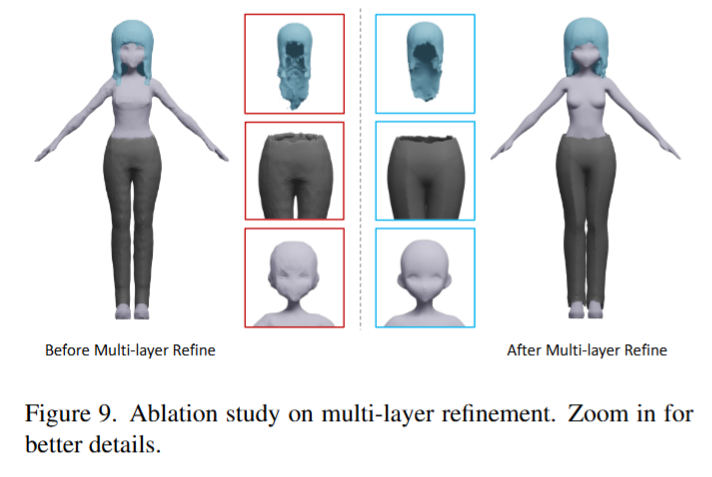 Before Multi-layer Refine
After Multi-layer Refine
Figure 9. Ablation study on multi-layer refinement. Zoom in for
better details.